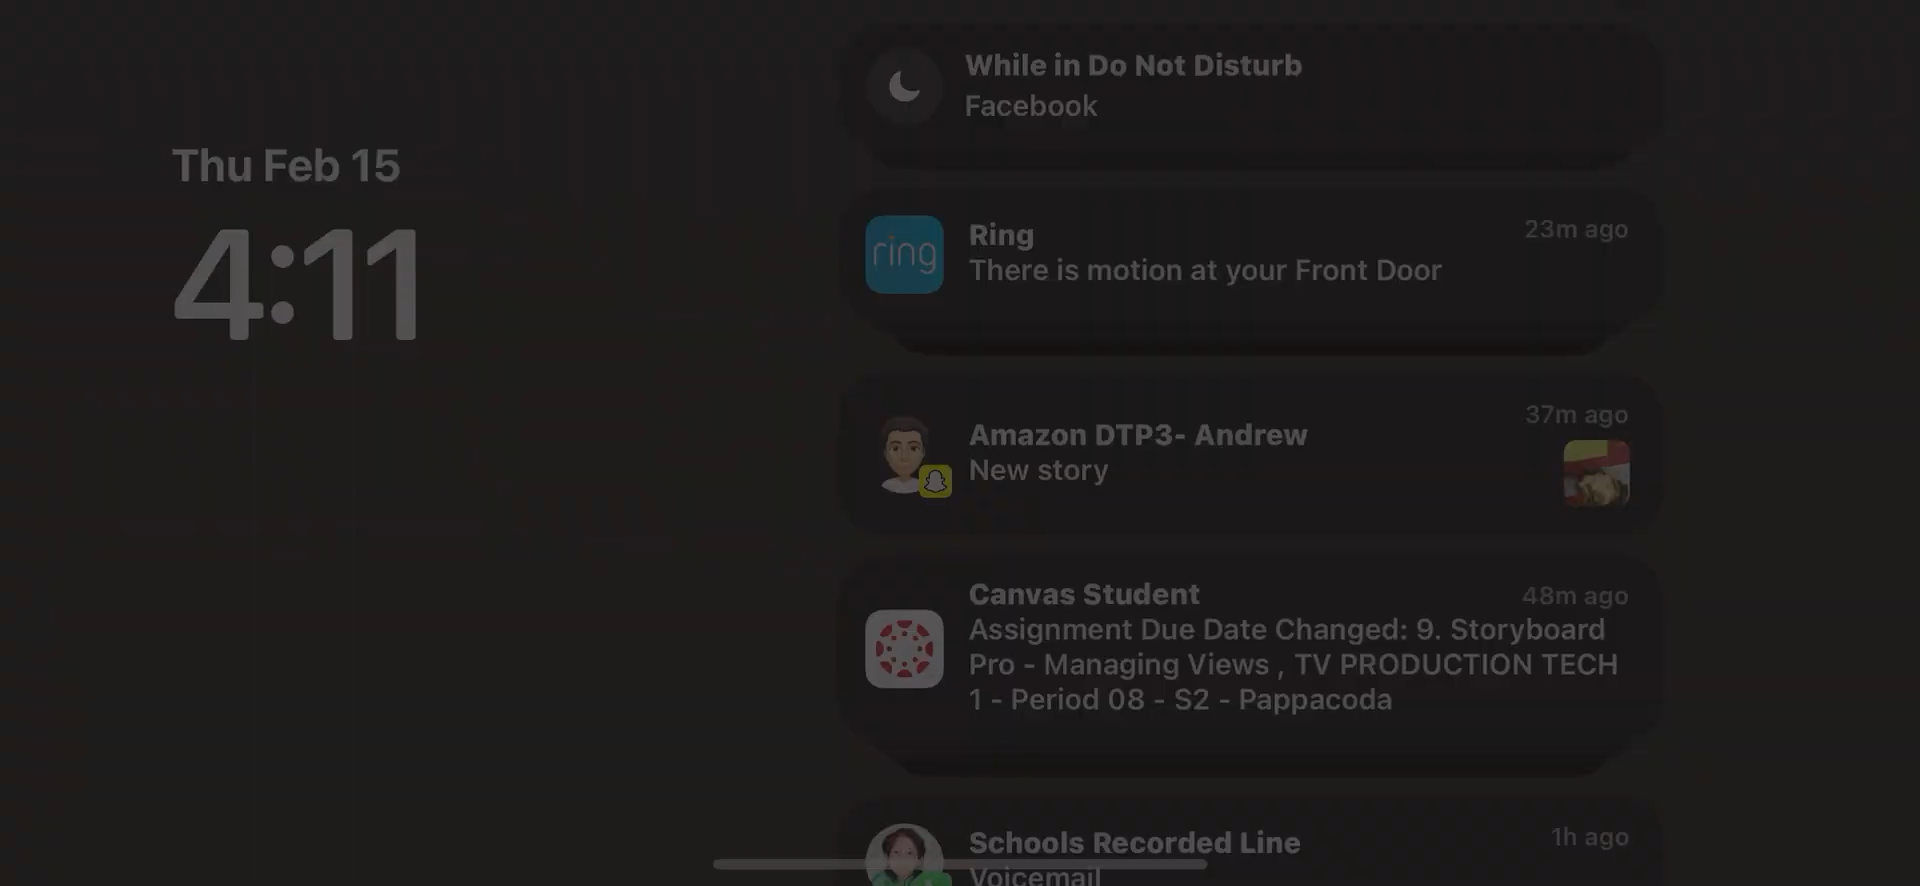 Thu Feb 15
4:11
While in Do Not Disturb
Facebook
ring
Ring
23m ago
There is motion at your Front Door
Amazon DTP3- Andrew
37m ago
New story
Canvas Student
48m ago
Assignment Due Date Changed: 9. Storyboard
Pro - Managing Views , TV PRODUCTION TECH
1 - Period 08 - S2 - Pappacoda
Schools Recorded Line
1h ago
Voicemail